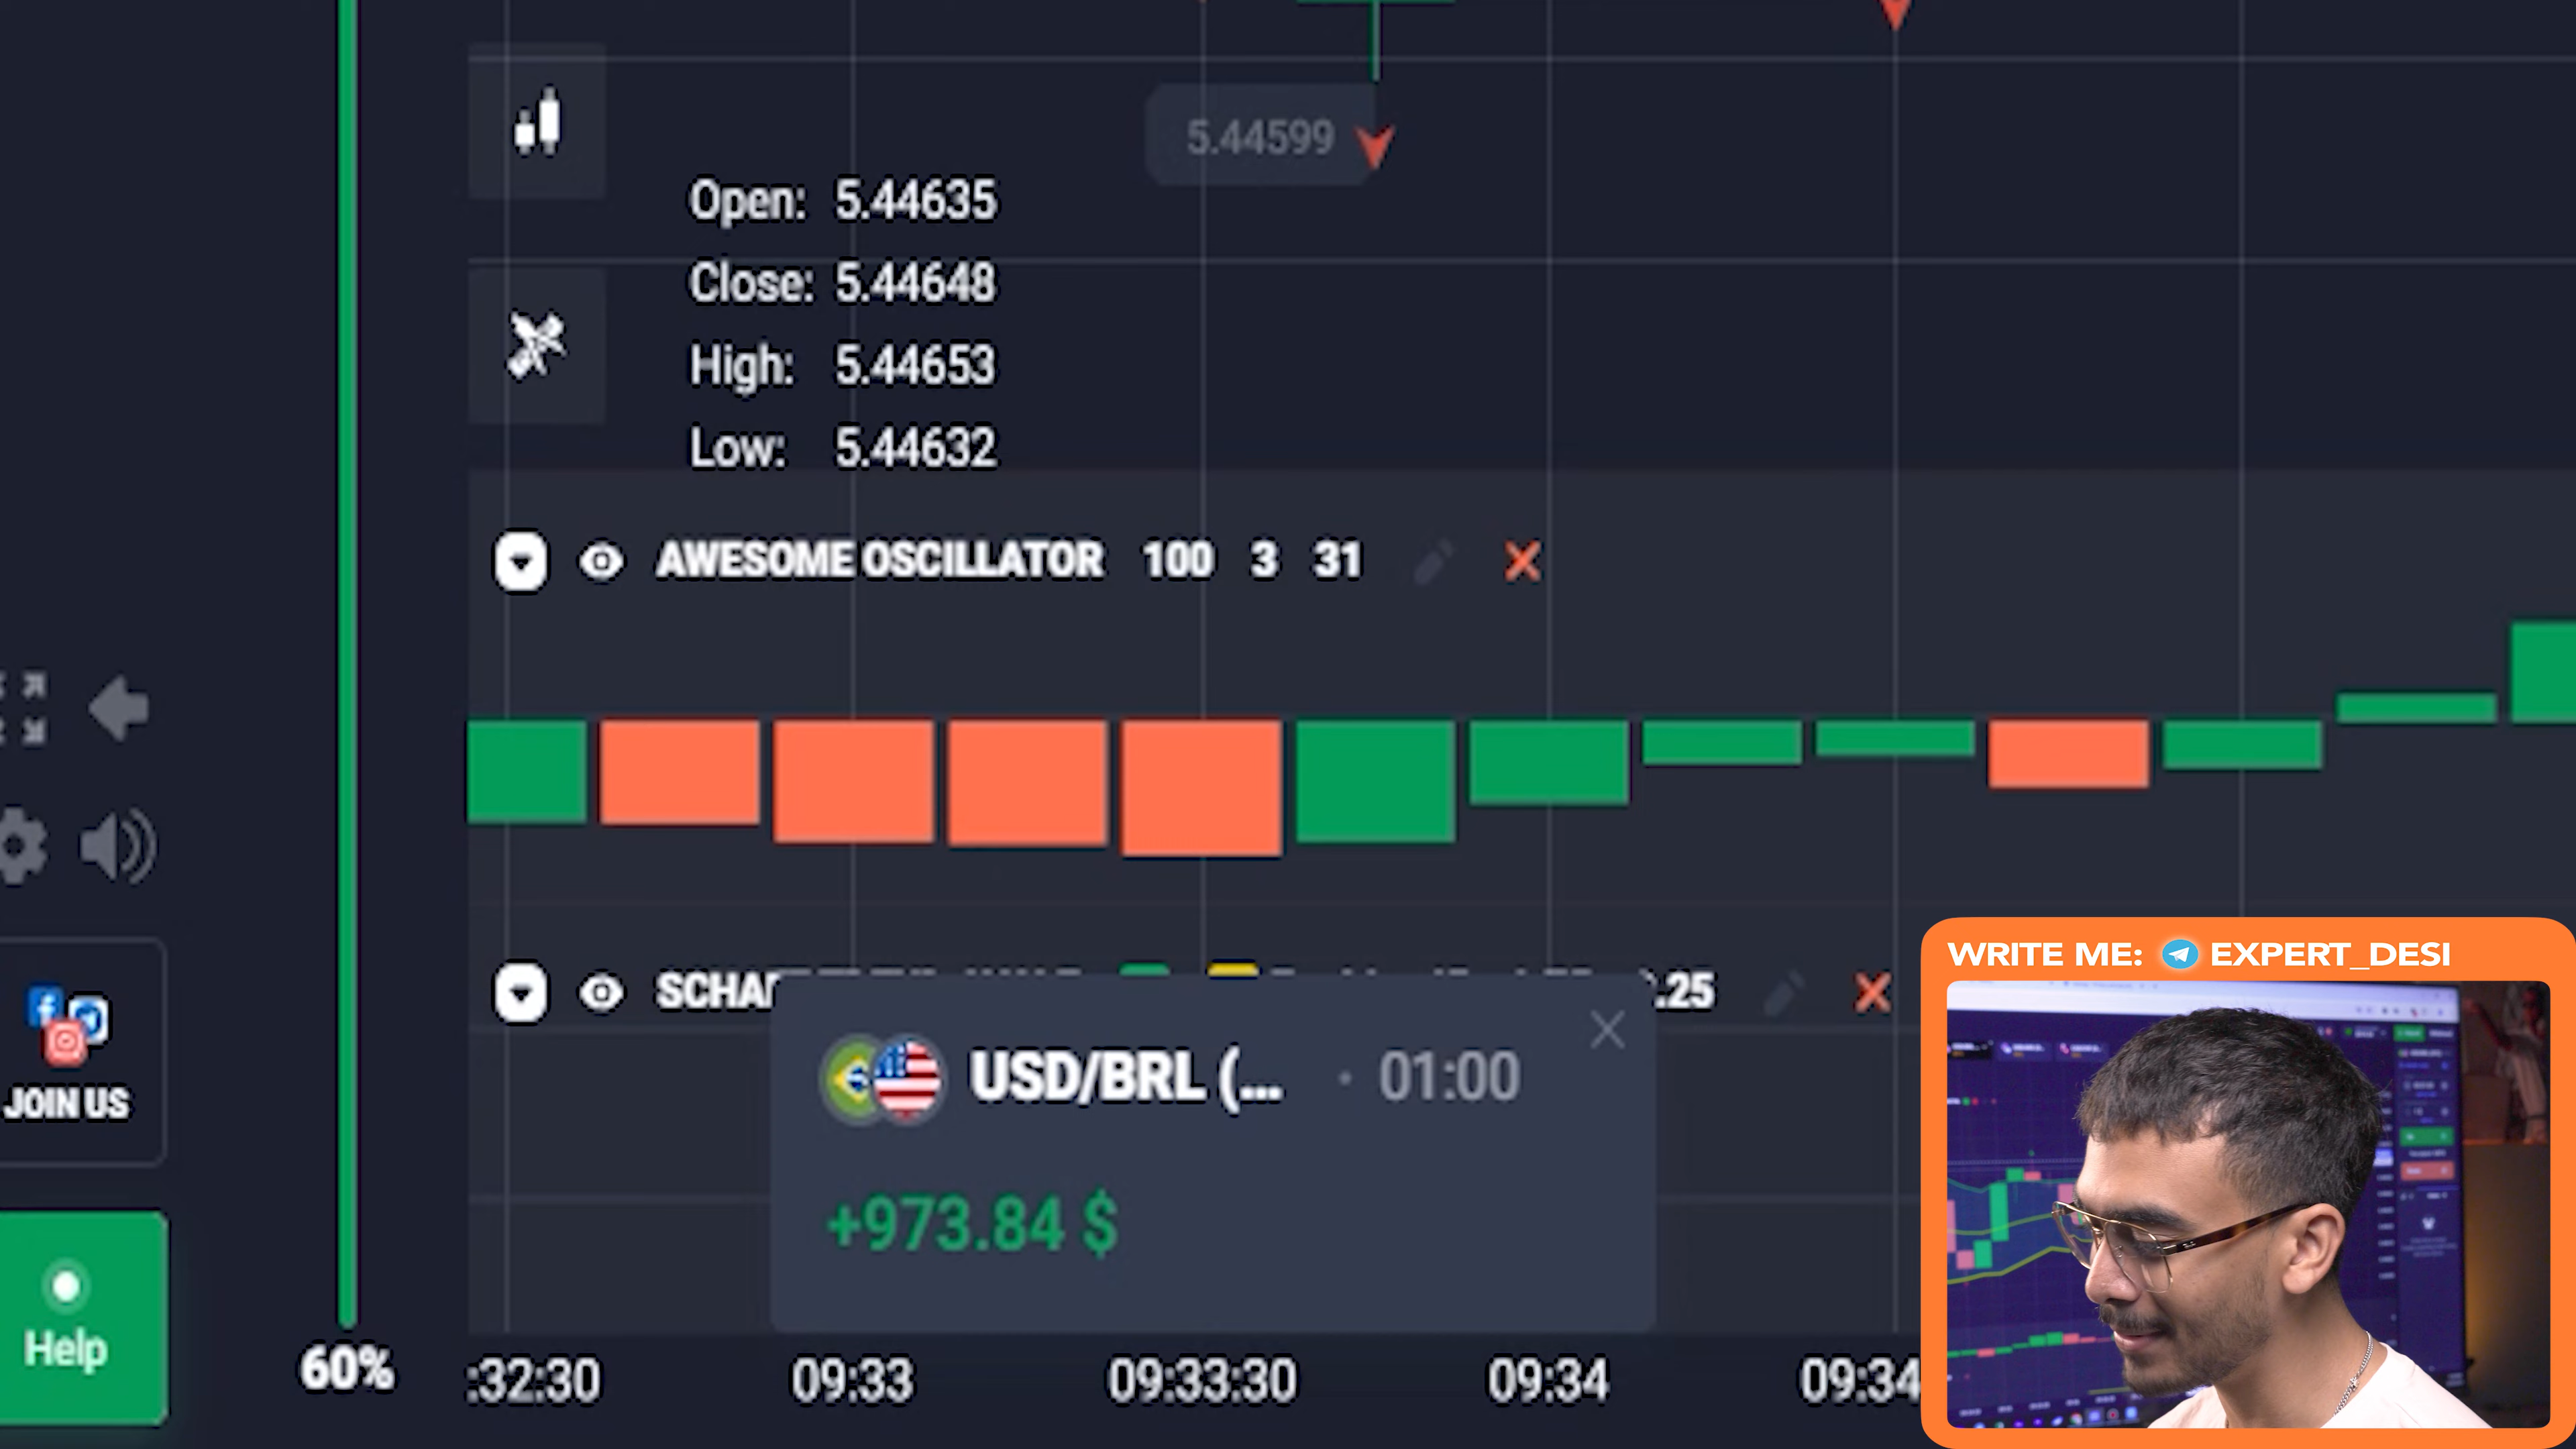 5.44599
Open: 5.44635
Close: 5.44648
High: 5.44653
Low: 5.44632
AWESOME OSCILLATOR 100 3 31
.25
USD/BRL (... • 01:00
+973.84 $
JOIN US
Help
60%
:32:30 09:33 09:33:30 09:34 09:34
WRITE ME: EXPERT_DESI